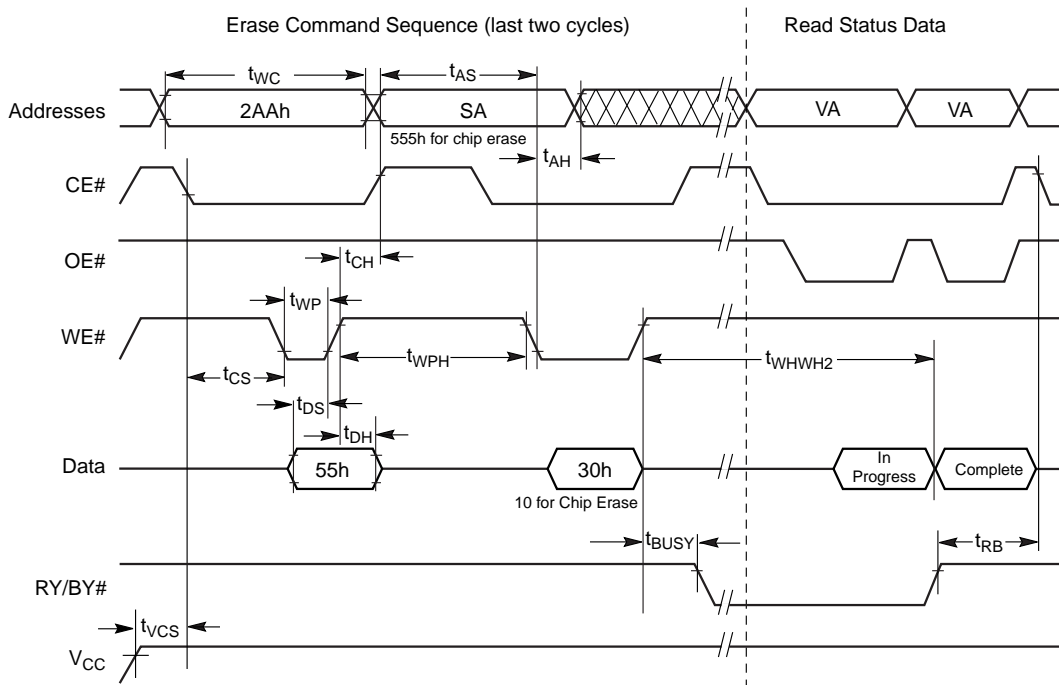 Erase Command Sequence (last two cycles)
Read Status Data
tWC
tAS
Addresses
2AAh
SA
VA
VA
555h for chip erase
tAH
CE#
OE#
tCH
tWP
WE#
tWPH
tWHWH2
tCS
tDS
tDH
Data
55h
30h
In
Progress
Complete
10 for Chip Erase
tBUSY
tRB
RY/BY#
tVCS
VCC